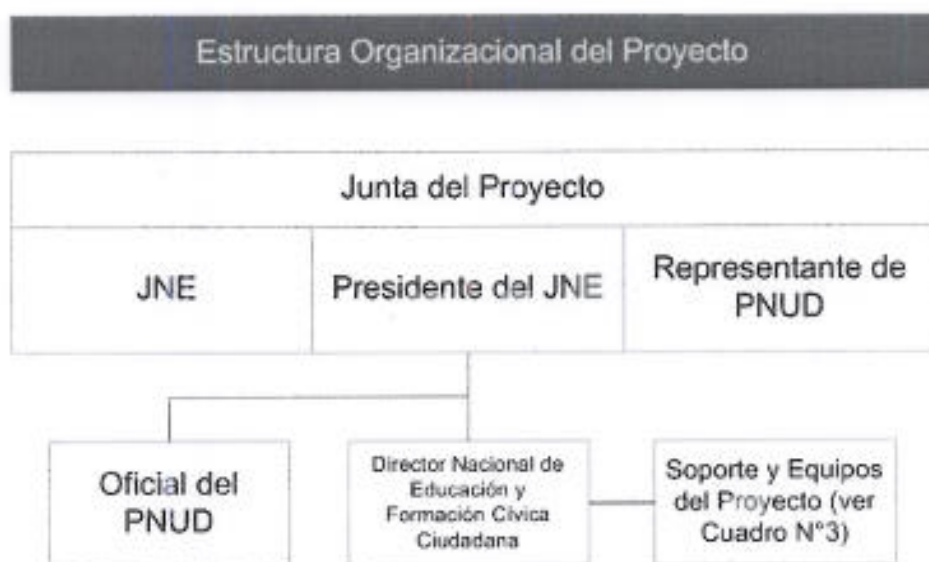 Estructura Organizacional del Proyecto
Junta del Proyecto
JNE
Presidente del JNE
Representante de
PNUD
Oficial del
PNUD
Director Nacional de
Educación y
Formación Cívica
Ciudadana
Soporte y Equipos
del Proyecto (ver
Cuadro N°3)